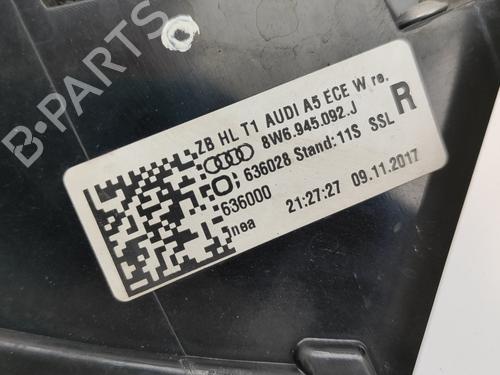 B-PARTS
ZB HL T1 AUDI A5 ECE W re.
8W6.945.092.J
R
636028 Stand:11S SSL
636000
21:27:27 09.11.2017
B-PARTS